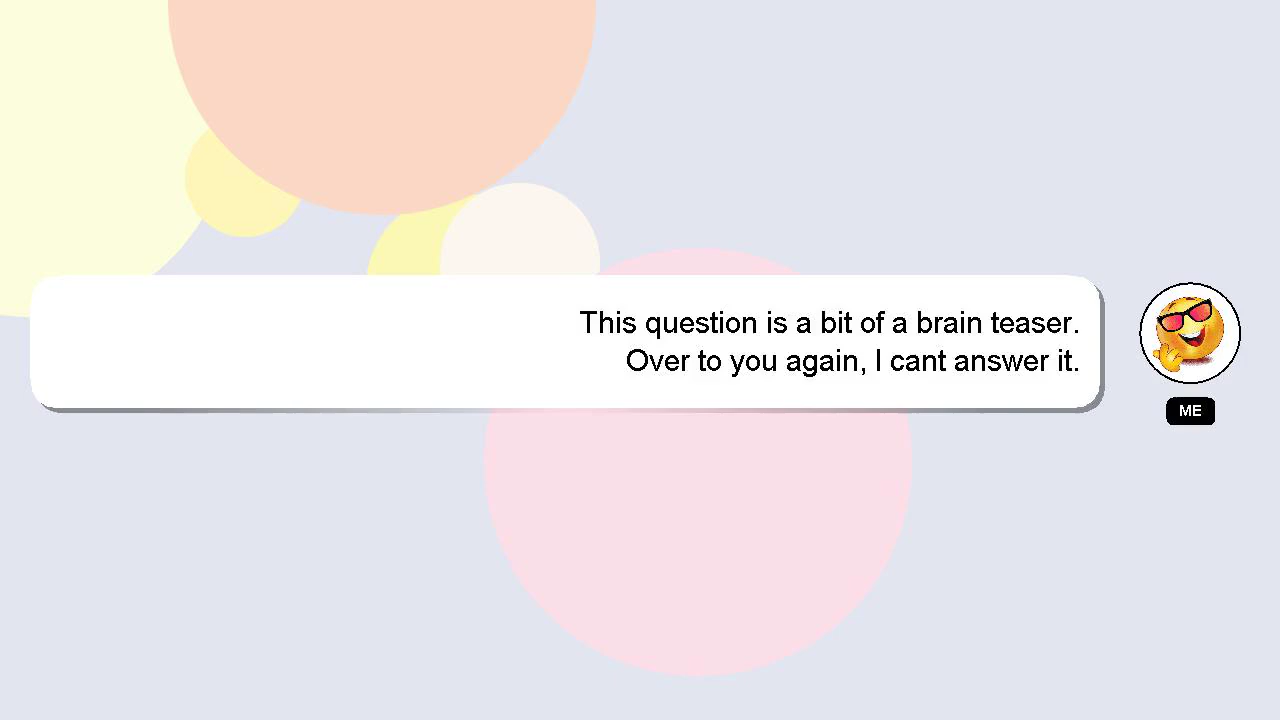 This question is a bit of a brain teaser.
Over to you again, I cant answer it.
ME